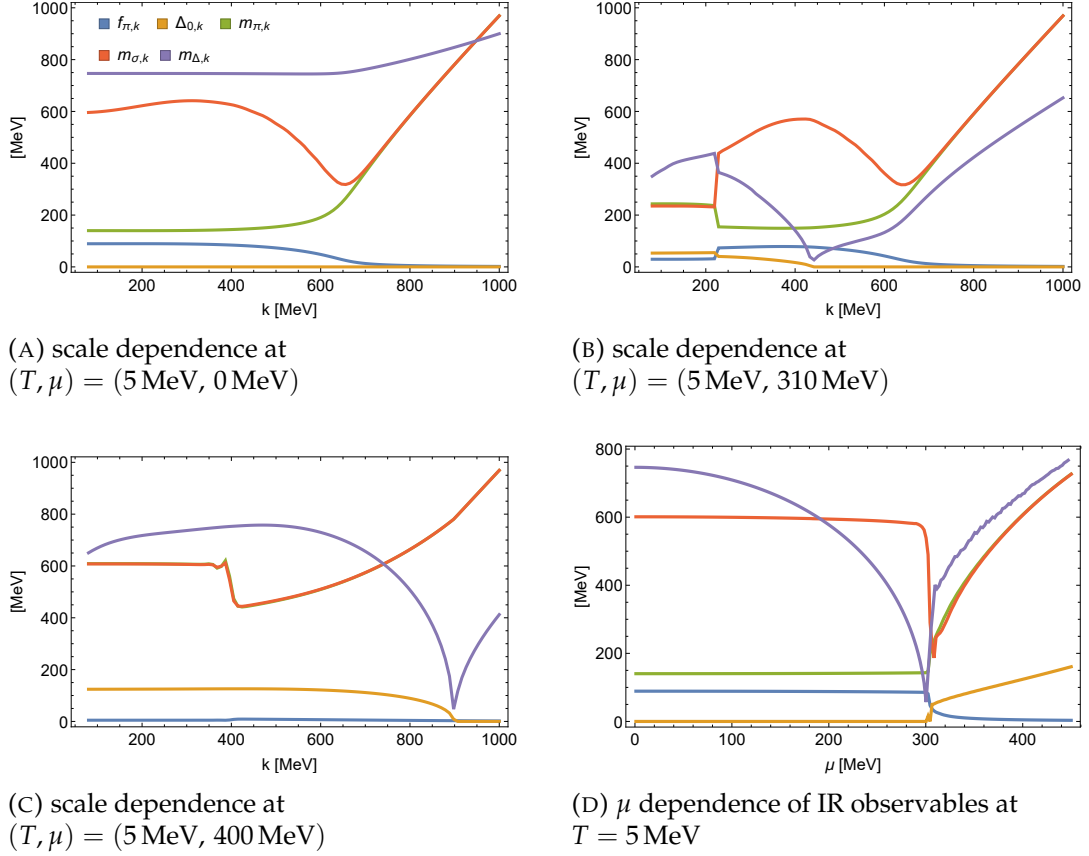 f_{π,k} Δ_{0,k} m_{π,k}
m_{σ,k} m_{Δ,k}
[MeV]
1000
800
600
400
200
0
200 400 600 800 1000
k [MeV]
[MeV]
1000
800
600
400
200
0
200 400 600 800 1000
k [MeV]
(A) scale dependence at
(T, μ) = (5 MeV, 0 MeV)
(B) scale dependence at
(T, μ) = (5 MeV, 310 MeV)
[MeV]
1000
800
600
400
200
0
200 400 600 800 1000
k [MeV]
[MeV]
800
600
400
200
0
0 200 300 400
μ [MeV]
(C) scale dependence at
(T, μ) = (5 MeV, 400 MeV)
(D) μ dependence of IR observables at
T = 5 MeV